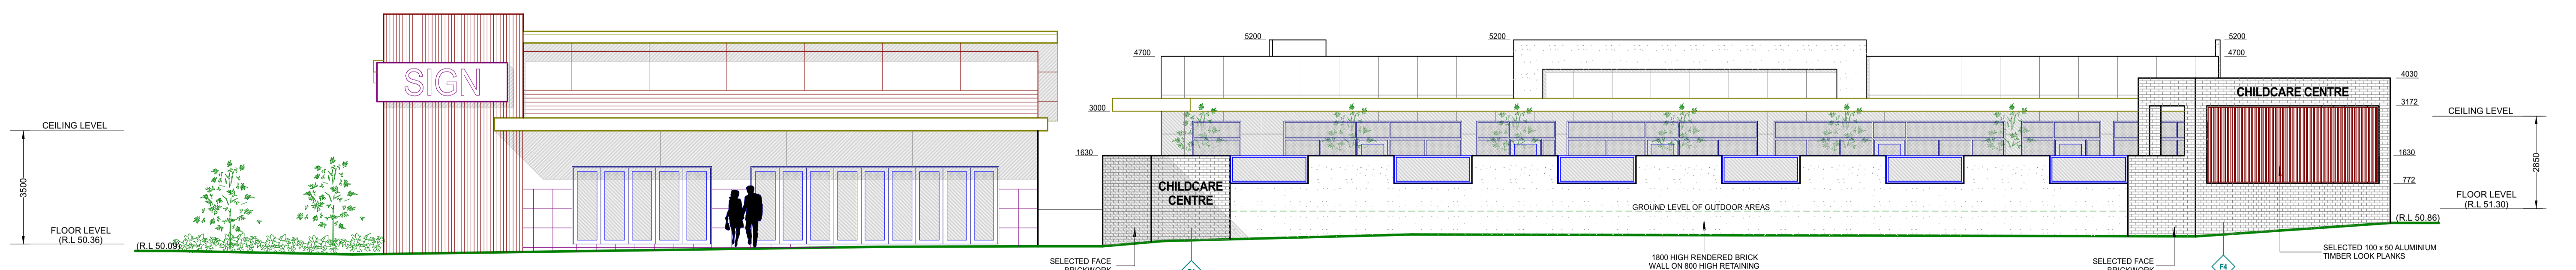 CEILING LEVEL
3500
FLOOR LEVEL
(R.L 50.36)
(R.L 50.09)
SIGN
3000
1630
4700
5200
5200
5200
4700
CHILDCARE
CENTRE
SELECTED FACE
BRICKWORK
GROUND LEVEL OF OUTDOOR AREAS
1800 HIGH RENDERED BRICK
WALL ON 800 HIGH RETAINING
CHILDCARE CENTRE
4030
3172
1630
772
SELECTED FACE
BRICKWORK
F4
SELECTED 100 x 50 ALUMINIUM
TIMBER LOOK PLANKS
(R.L 50.86)
CEILING LEVEL
2850
FLOOR LEVEL
(R.L 51.30)